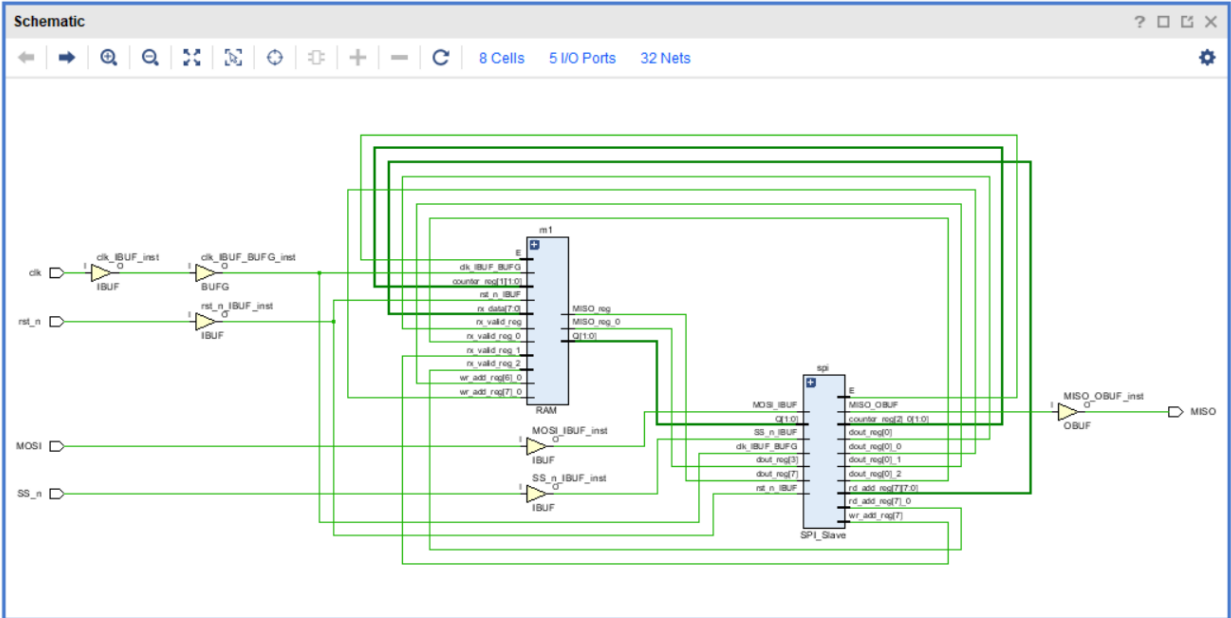 Schematic
8 Cells 5 I/O Ports 32 Nets
m1
E
clk_IBUF_BUFG
counter_reg[1][1:0]
rst_n_IBUF
rx_data[7:0]
rx_valid_reg
rx_valid_reg_0
rx_valid_reg_1
rx_valid_reg_2
wr_add_reg[6]_0
wr_add_reg[7]_0
MISO_reg
MISO_reg_0
Q[1:0]
RAM
clk
clk_IBUF_inst
I
O
IBUF
clk_IBUF_BUFG_inst
I
O
BUFG
rst_n
rst_n_IBUF_inst
I
O
IBUF
MOSI
MOSI_IBUF_inst
I
O
IBUF
SS_n
SS_n_IBUF_inst
I
O
IBUF
spi
MOSI_IBUF
Q[1:0]
SS_n_IBUF
clk_IBUF_BUFG
dout_reg[3]
dout_reg[7]
rst_n_IBUF
E
MISO_OBUF
counter_reg[2]_0[1:0]
dout_reg[0]
dout_reg[0]_0
dout_reg[0]_1
dout_reg[0]_2
rd_add_reg[7][7:0]
rd_add_reg[7]_0
wr_add_reg[7]
SPI_Slave
MISO_OBUF_inst
I
O
OBUF
MISO